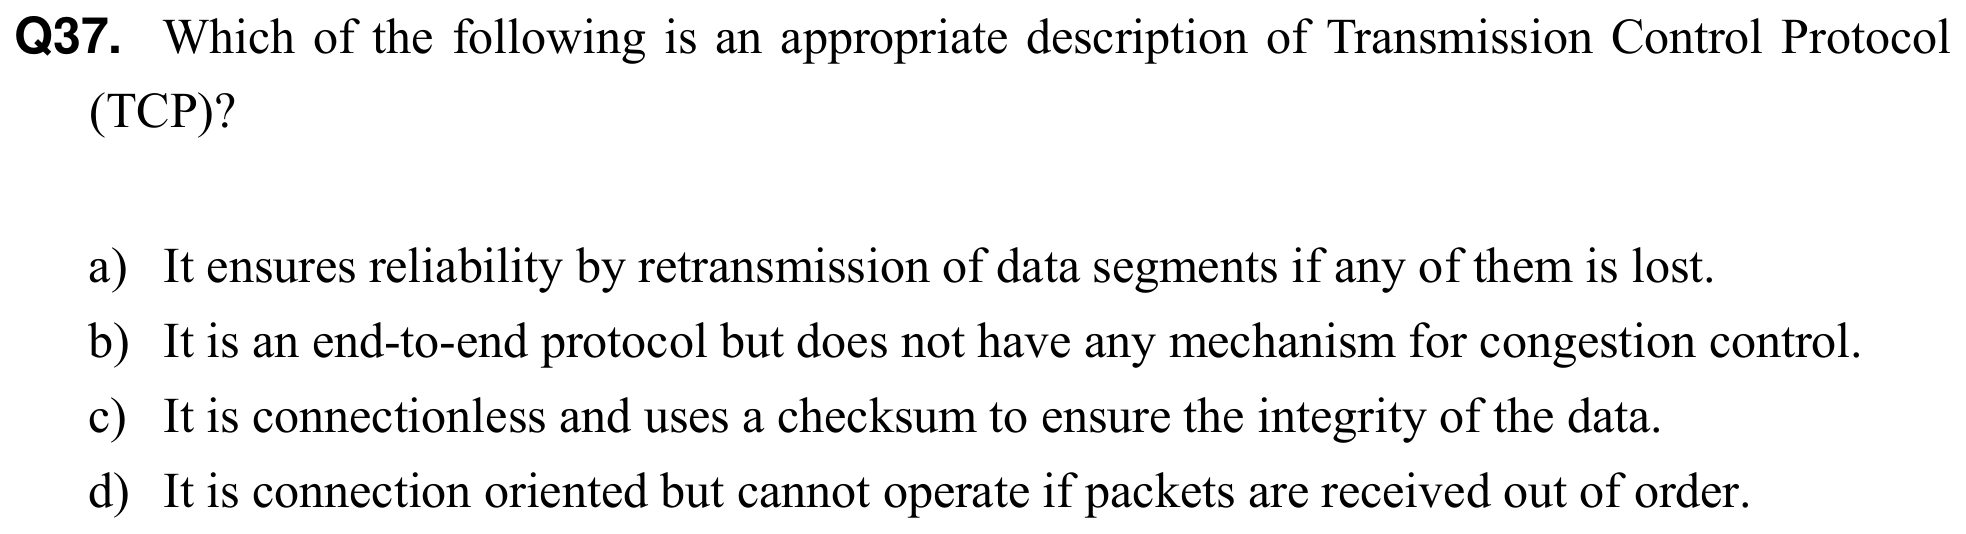 Q37. Which of the following is an appropriate description of Transmission Control Protocol
(TCP)?
a) It ensures reliability by retransmission of data segments if any of them is lost.
b) It is an end-to-end protocol but does not have any mechanism for congestion control.
c) It is connectionless and uses a checksum to ensure the integrity of the data.
d) It is connection oriented but cannot operate if packets are received out of order.